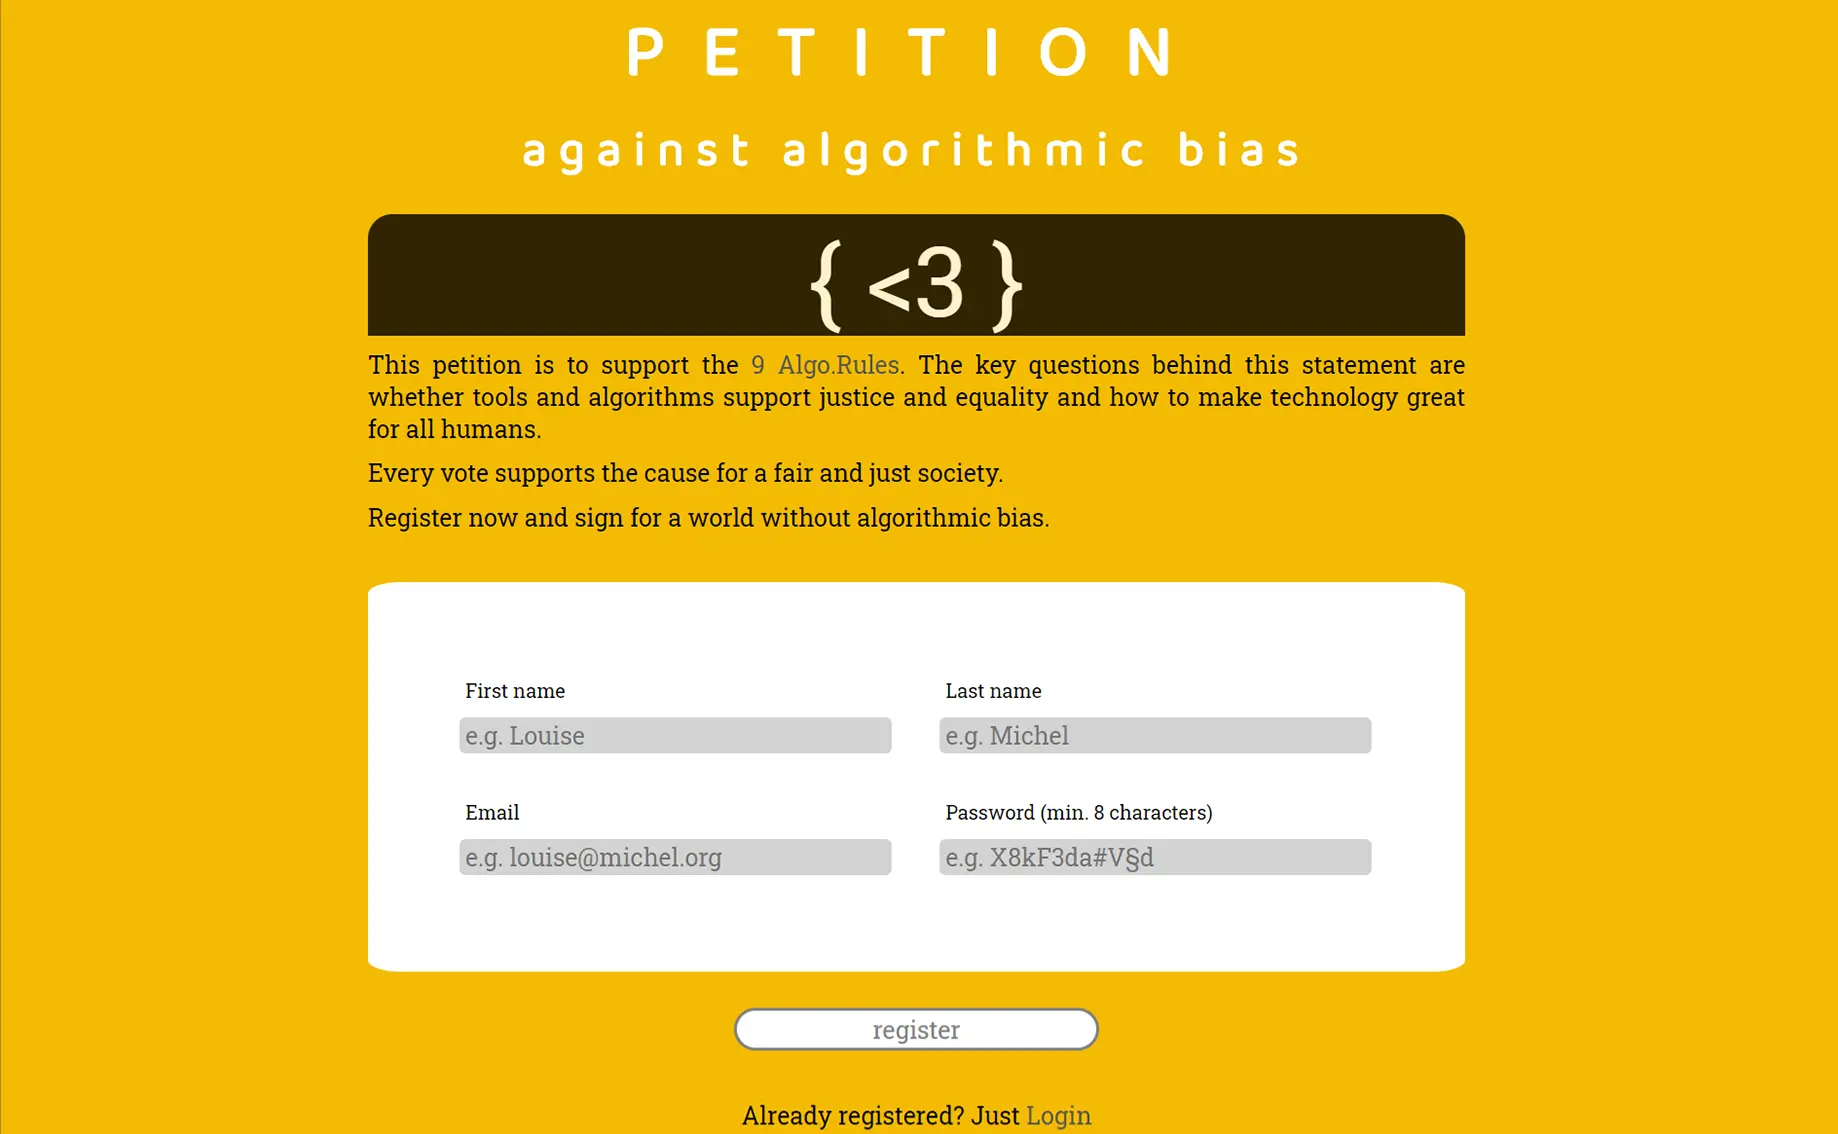 PETITION
against algorithmic bias
{ <3 }
This petition is to support the 9 Algo.Rules. The key questions behind this statement are
whether tools and algorithms support justice and equality and how to make technology great
for all humans.
Every vote supports the cause for a fair and just society.
Register now and sign for a world without algorithmic bias.
First name
Last name
e.g. Louise
e.g. Michel
Email
Password (min. 8 characters)
e.g. louise@michel.org
e.g. X8kF3da#V§d
register
Already registered? Just Login